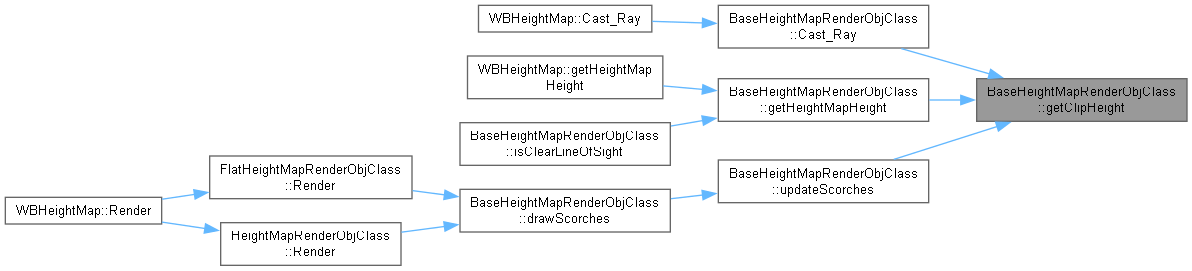 WBHeightMap::Cast_Ray
BaseHeightMapRenderObjClass
::Cast_Ray
WBHeightMap::getHeightMap
Height
BaseHeightMapRenderObjClass
::getHeightMapHeight
BaseHeightMapRenderObjClass
::getClipHeight
BaseHeightMapRenderObjClass
::isClearLineOfSight
FlatHeightMapRenderObjClass
::Render
BaseHeightMapRenderObjClass
::updateScorches
WBHeightMap::Render
BaseHeightMapRenderObjClass
::drawScorches
HeightMapRenderObjClass
::Render